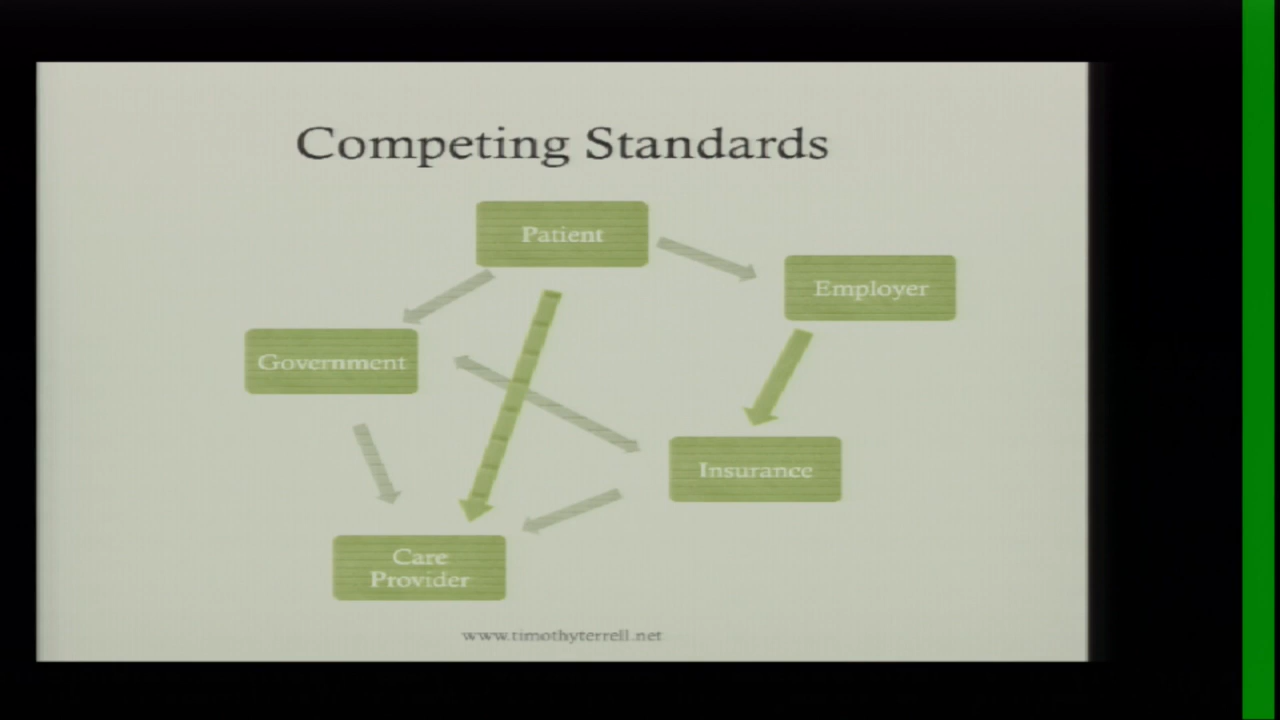 Competing Standards
Patient
Employer
Government
Insurance
Care
Provider
www.timothyterrell.net